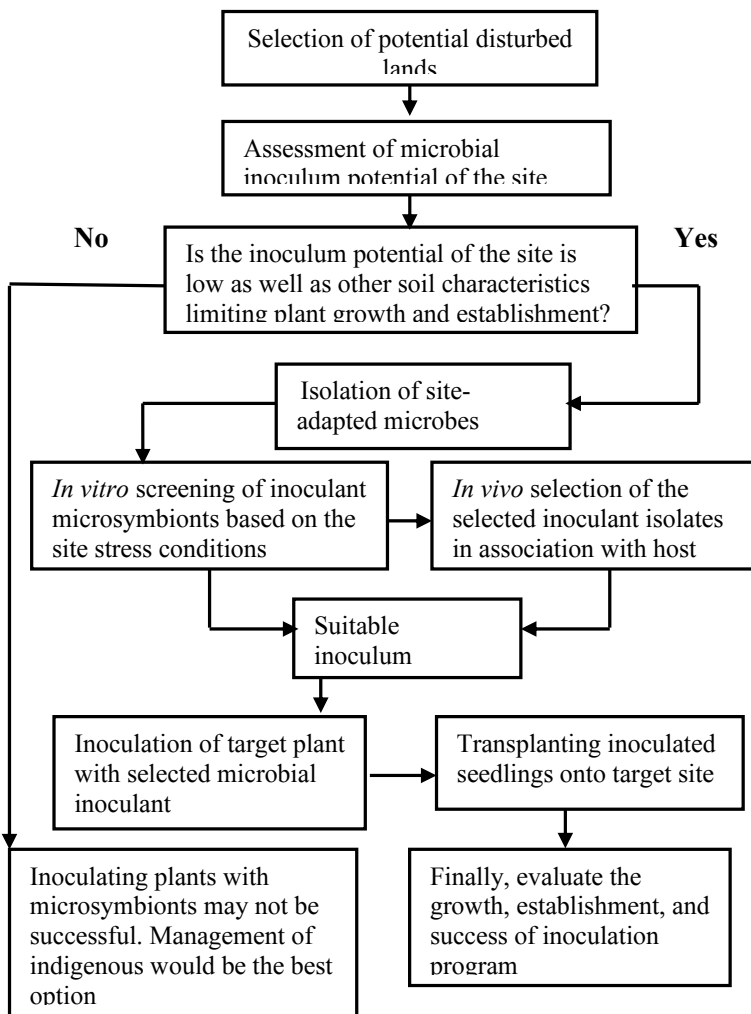 Selection of potential disturbed
lands
Assessment of microbial
inoculum potential of the site
No
Yes
Is the inoculum potential of the site is
low as well as other soil characteristics
limiting plant growth and establishment?
Isolation of site-
adapted microbes
In vitro screening of inoculant
microsymbionts based on the
site stress conditions
In vivo selection of the
selected inoculant isolates
in association with host
Suitable
inoculum
Inoculation of target plant
with selected microbial
inoculant
Transplanting inoculated
seedlings onto target site
Inoculating plants with
microsymbionts may not be
successful. Management of
indigenous would be the best
option
Finally, evaluate the
growth, establishment, and
success of inoculation
program